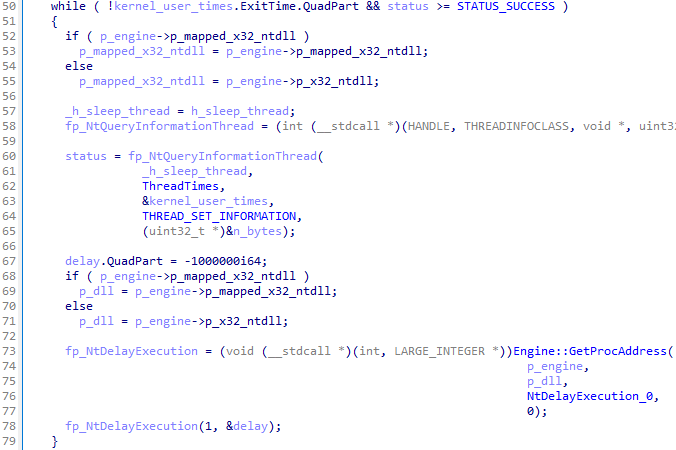 50 while ( !kernel_user_times.ExitTime.QuadPart && status >= STATUS_SUCCESS )
51 {
52 if ( p_engine->p_mapped_x32_ntdll )
53 p_mapped_x32_ntdll = p_engine->p_mapped_x32_ntdll;
54 else
55 p_mapped_x32_ntdll = p_engine->p_x32_ntdll;
56
57 _h_sleep_thread = h_sleep_thread;
58 fp_NtQueryInformationThread = (int (__stdcall *)(HANDLE, THREADINFOCLASS, void *, uint32
59
60 status = fp_NtQueryInformationThread(
61 _h_sleep_thread,
62 ThreadTimes,
63 &kernel_user_times,
64 THREAD_SET_INFORMATION,
65 (uint32_t *)&n_bytes);
66
67 delay.QuadPart = -1000000i64;
68 if ( p_engine->p_mapped_x32_ntdll )
69 p_dll = p_engine->p_mapped_x32_ntdll;
70 else
71 p_dll = p_engine->p_x32_ntdll;
72
73 fp_NtDelayExecution = (void (__stdcall *)(int, LARGE_INTEGER *))Engine::GetProcAddress(
74 p_engine,
75 p_dll,
76 NtDelayExecution_0,
77 0);
78 fp_NtDelayExecution(1, &delay);
79 }